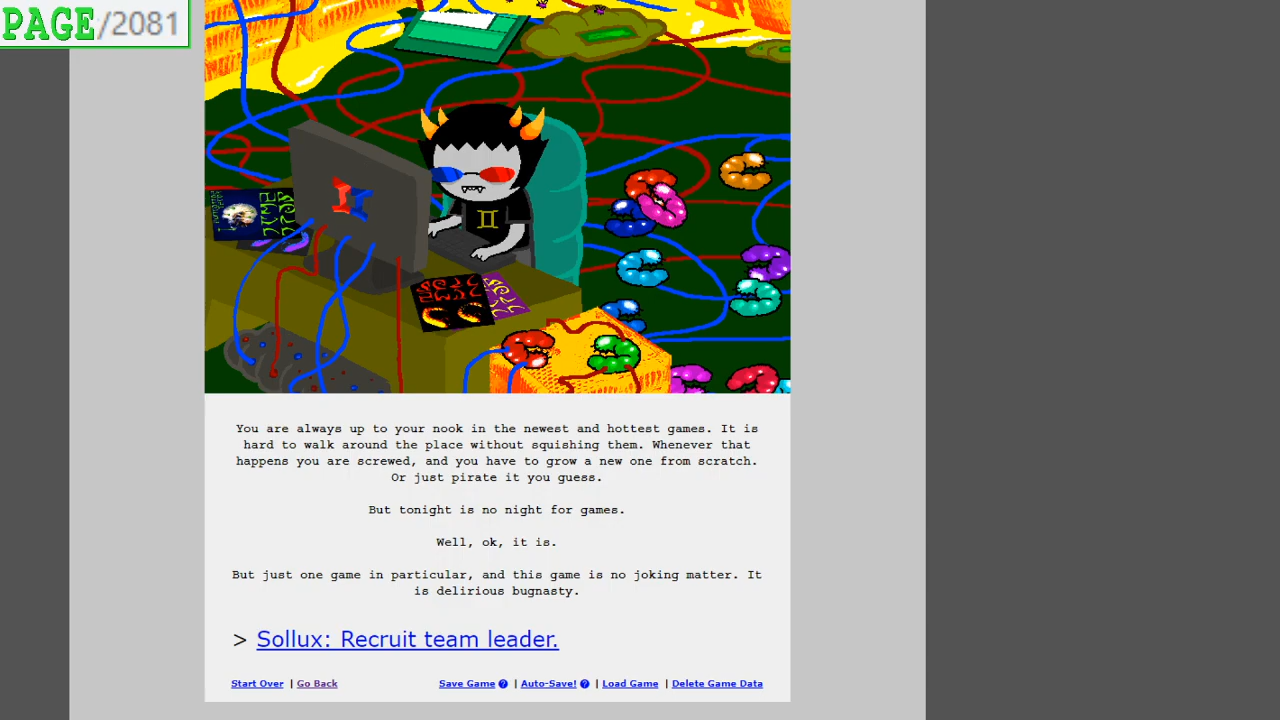 PAGE/2081
You are always up to your nook in the newest and hottest games. It is
hard to walk around the place without squishing them. Whenever that
happens you are screwed, and you have to grow a new one from scratch.
Or just pirate it you guess.
But tonight is no night for games.
Well, ok, it is.
But just one game in particular, and this game is no joking matter. It
is delirious bugnasty.
> Sollux: Recruit team leader.
Start Over | Go Back Save Game ? | Auto-Save! ? | Load Game | Delete Game Data